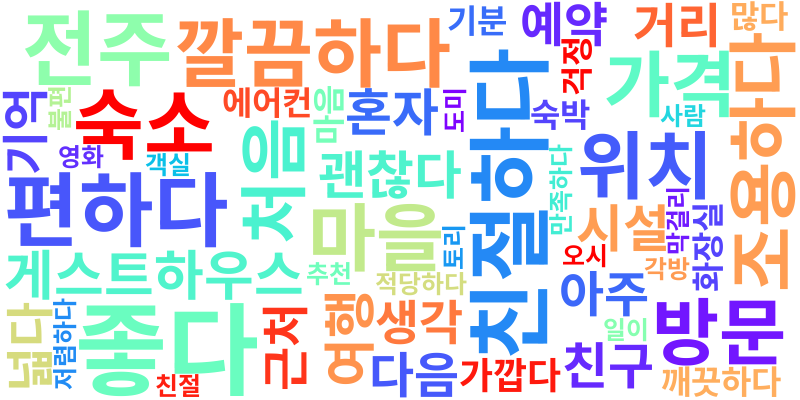 전주
깔끔하다
기분
예약
거리
많다
기억
불편
숙소
에어컨
마음
혼자
도미
숙박
걱정
가격
사람
조용하다
영화
객실
처음
괜찮다
친절하다
만족하다
위치
편하다
마을
토리
시설
막걸리
화장실
오시
각방
게스트하우스
추천
적당하다
아주
방문
넓다
저렴하다
좋다
친절
근처
여행
생각
다음
가깝다
친구
일이
깨끗하다